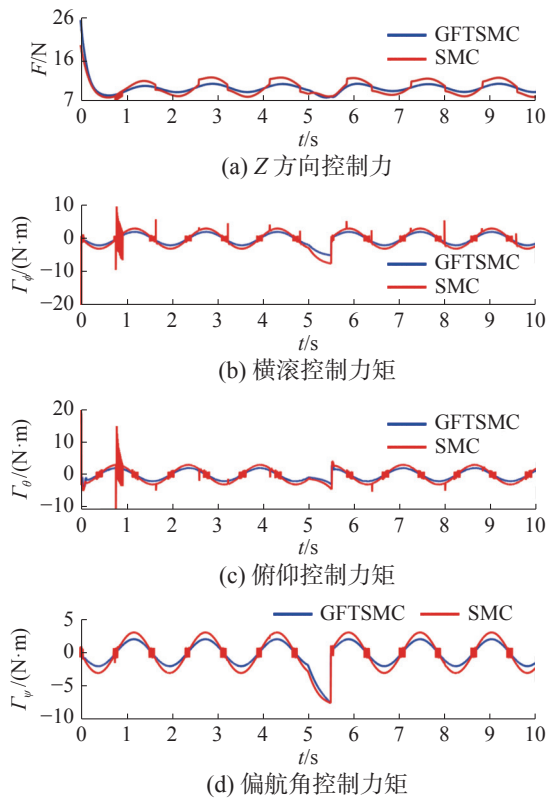 26
16
7
F/N
GFTSMC
SMC
0 1 2 3 4 5 6 7 8 9 10
t/s
(a) Z 方向控制力
10
0
−10
−20
Γϕ/(N·m)
GFTSMC
SMC
0 1 2 3 4 5 6 7 8 9 10
t/s
(b) 横滚控制力矩
20
10
0
−10
Γθ/(N·m)
GFTSMC
SMC
0 1 2 3 4 5 6 7 8 9 10
t/s
(c) 俯仰控制力矩
5
0
−5
−10
Γψ/(N·m)
GFTSMC SMC
0 1 2 3 4 5 6 7 8 9 10
t/s
(d) 偏航角控制力矩